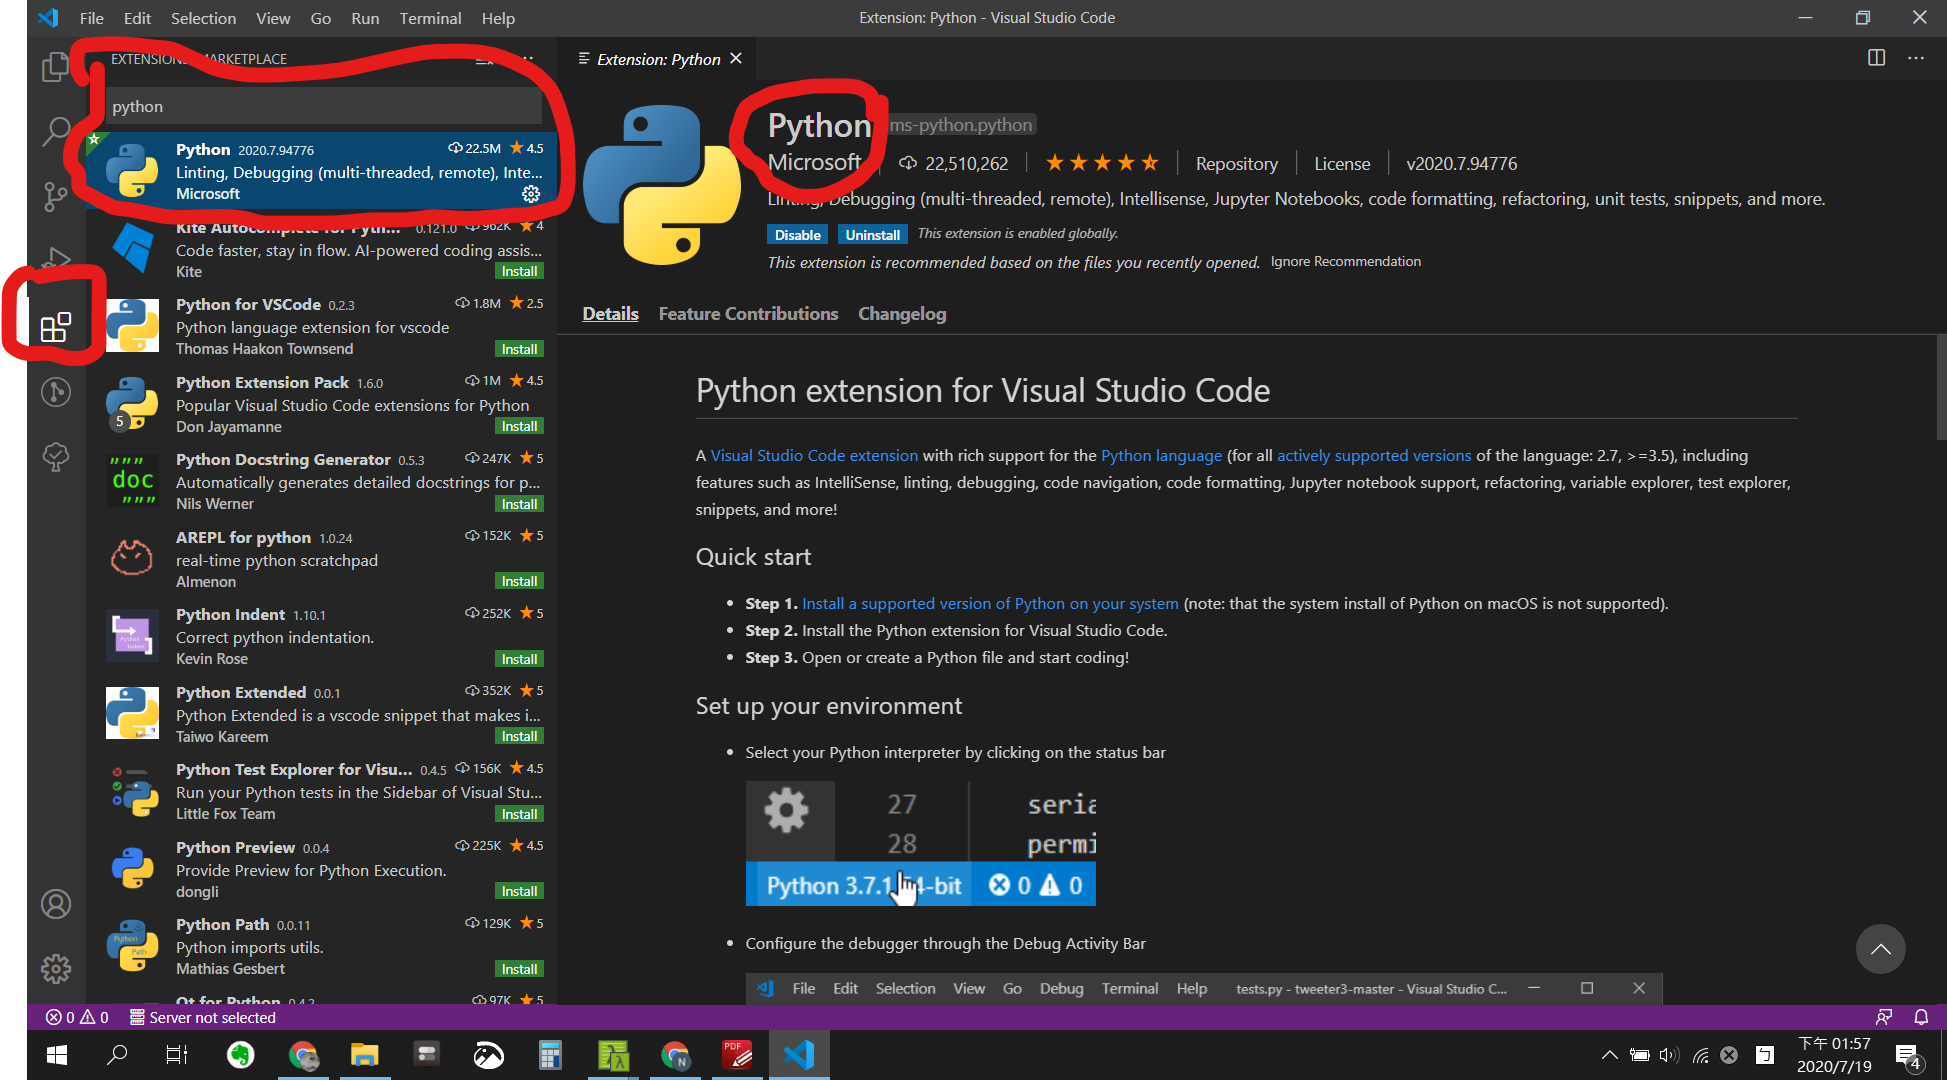 File Edit Selection View Go Run Terminal Help
Extension: Python - Visual Studio Code
EXTENSIONS: MARKETPLACE
python
Python 2020.7.94776 22.5M 4.5
Linting, Debugging (multi-threaded, remote), Inte...
Microsoft
Kite Autocomplete for Pyth... 0.121.0 962K 4
Code faster, stay in flow. AI-powered coding assis...
Kite Install
Python for VSCode 0.2.3 1.8M 2.5
Python language extension for vscode
Thomas Haakon Townsend Install
Python Extension Pack 1.6.0 1M 4.5
Popular Visual Studio Code extensions for Python
5
Don Jayamanne Install
Python Docstring Generator 0.5.3 247K 5
Automatically generates detailed docstrings for p...
"""
doc
"""
Nils Werner Install
AREPL for python 1.0.24 152K 5
real-time python scratchpad
Almenon Install
Python Indent 1.10.1 252K 5
Correct python indentation.
Python
Indent
Kevin Rose Install
Python Extended 0.0.1 352K 5
Python Extended is a vscode snippet that makes i...
Taiwo Kareem Install
Python Test Explorer for Visu... 0.4.5 156K 4.5
Run your Python tests in the Sidebar of Visual Stu...
Little Fox Team Install
Python Preview 0.0.4 225K 4.5
Provide Preview for Python Execution.
dongli Install
Python Path 0.0.11 129K 5
Python imports utils.
Python
Path
Mathias Gesbert Install
Qt for Python 0.4.2 97K 5
Extension: Python
Python ms-python.python
Microsoft 22,510,262 Repository License v2020.7.94776
Linting, Debugging (multi-threaded, remote), Intellisense, Jupyter Notebooks, code formatting, refactoring, unit tests, snippets, and more.
Disable Uninstall This extension is enabled globally.
This extension is recommended based on the files you recently opened. Ignore Recommendation
Details Feature Contributions Changelog
Python extension for Visual Studio Code
A Visual Studio Code extension with rich support for the Python language (for all actively supported versions of the language: 2.7, >=3.5), including
features such as IntelliSense, linting, debugging, code navigation, code formatting, Jupyter notebook support, refactoring, variable explorer, test explorer,
snippets, and more!
Quick start
• Step 1. Install a supported version of Python on your system (note: that the system install of Python on macOS is not supported).
• Step 2. Install the Python extension for Visual Studio Code.
• Step 3. Open or create a Python file and start coding!
Set up your environment
• Select your Python interpreter by clicking on the status bar
27 seria
28 permi
Python 3.7.1 4-bit 0 0
• Configure the debugger through the Debug Activity Bar
File Edit Selection View Go Debug Terminal Help tests.py - tweeter3-master - Visual Studio C...
0 0 Server not selected
N
PDF
下午 01:57
2020/7/19
4